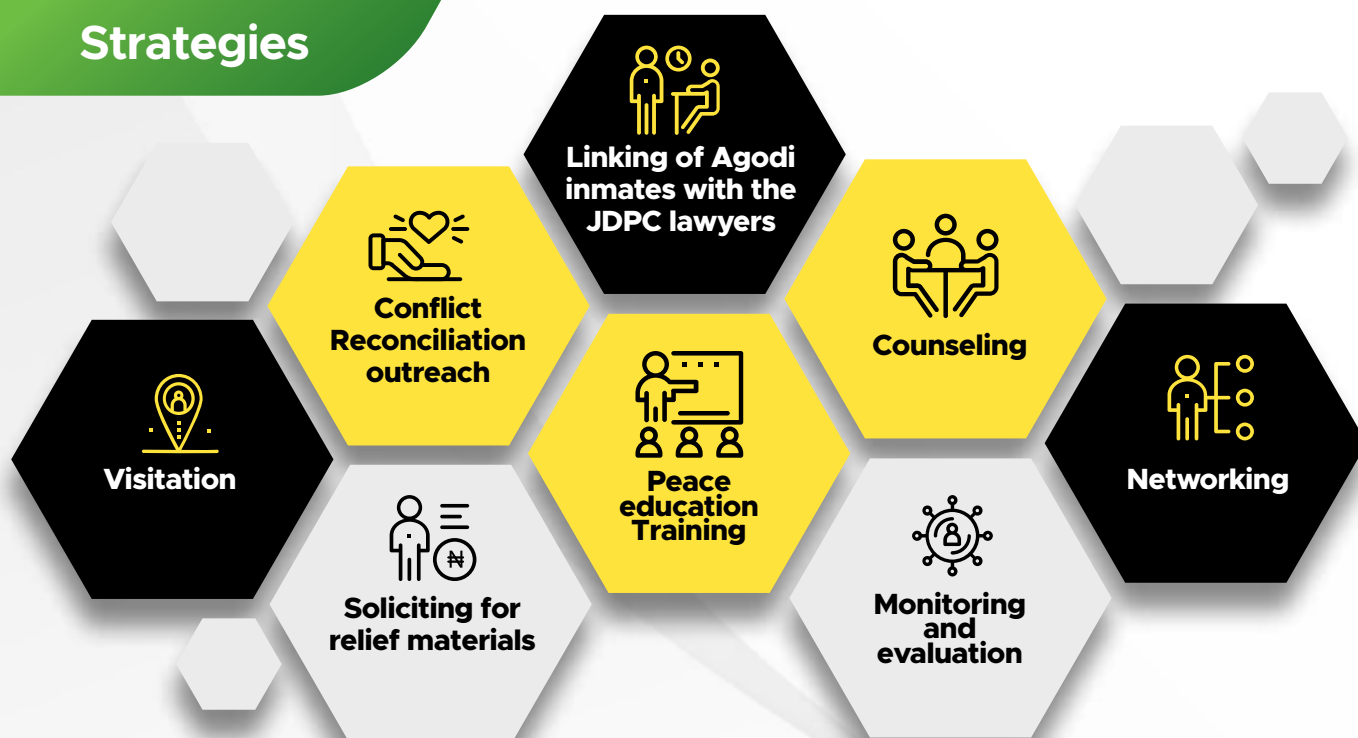 Strategies
Linking of Agodi
inmates with the
JDPC lawyers
Conflict
Reconciliation
outreach
Counseling
Visitation
Peace
education
Training
Networking
₦
Soliciting for
relief materials
Monitoring
and
evaluation